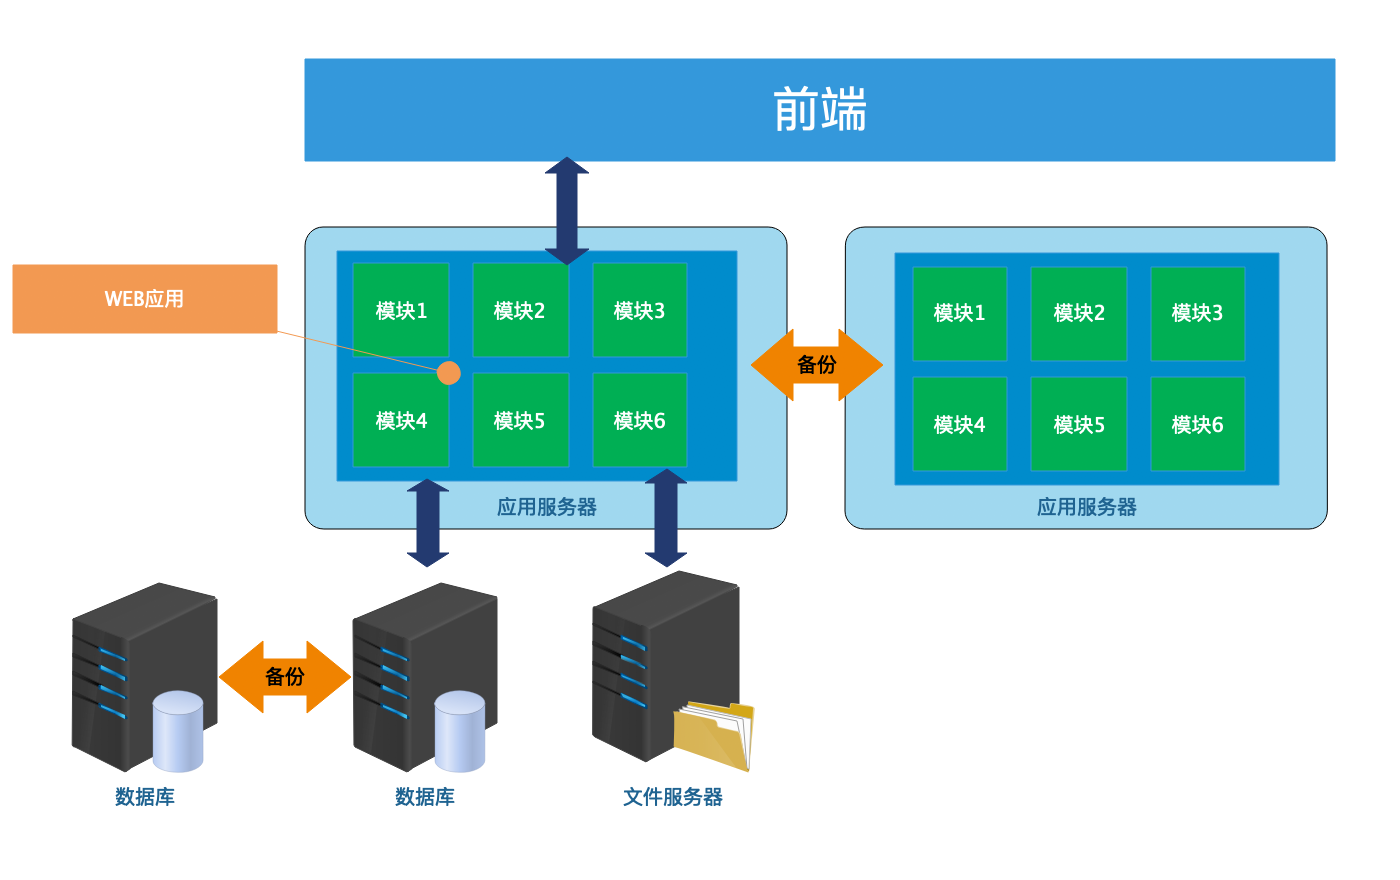 前端
WEB应用
模块1
模块2
模块3
模块4
模块5
模块6
应用服务器
备份
模块1
模块2
模块3
模块4
模块5
模块6
应用服务器
备份
数据库
数据库
文件服务器